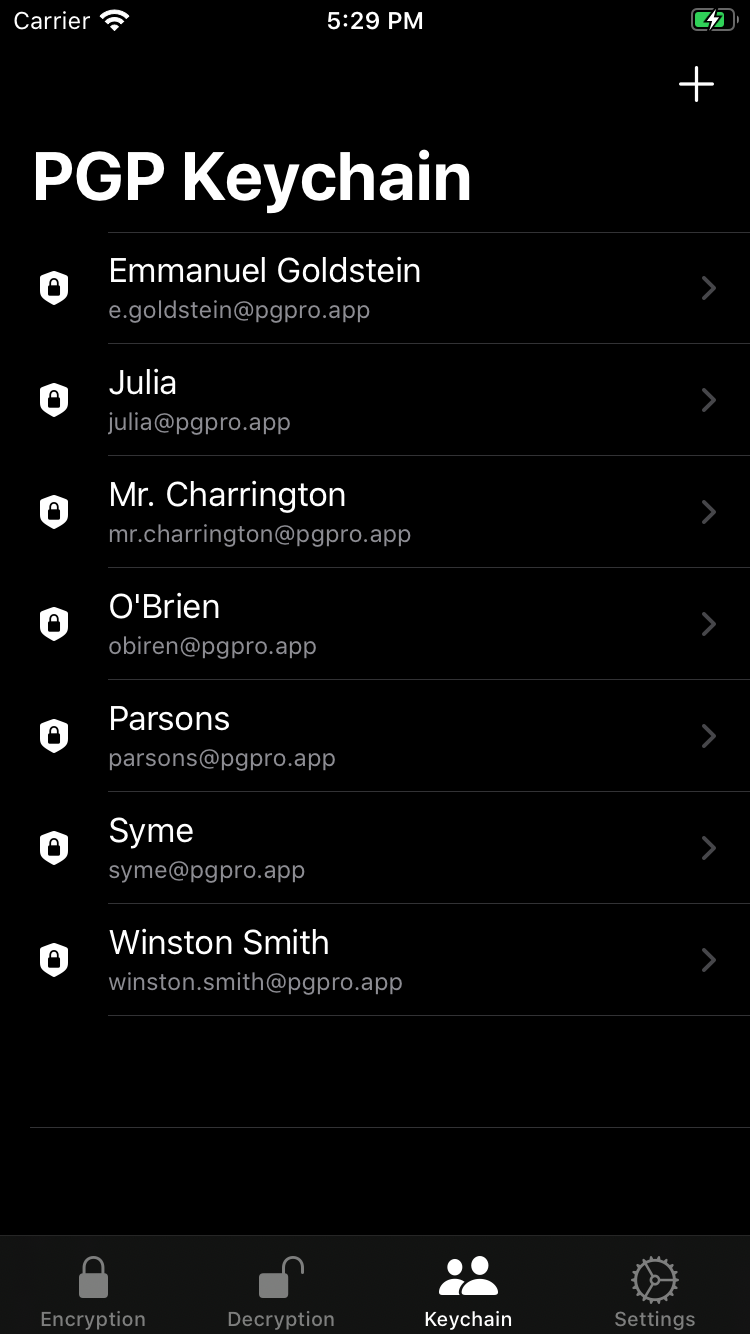 Carrier 5:29 PM
PGP Keychain
Emmanuel Goldstein
e.goldstein@pgpro.app
Julia
julia@pgpro.app
Mr. Charrington
mr.charrington@pgpro.app
O'Brien
obiren@pgpro.app
Parsons
parsons@pgpro.app
Syme
syme@pgpro.app
Winston Smith
winston.smith@pgpro.app
Encryption Decryption Keychain Settings